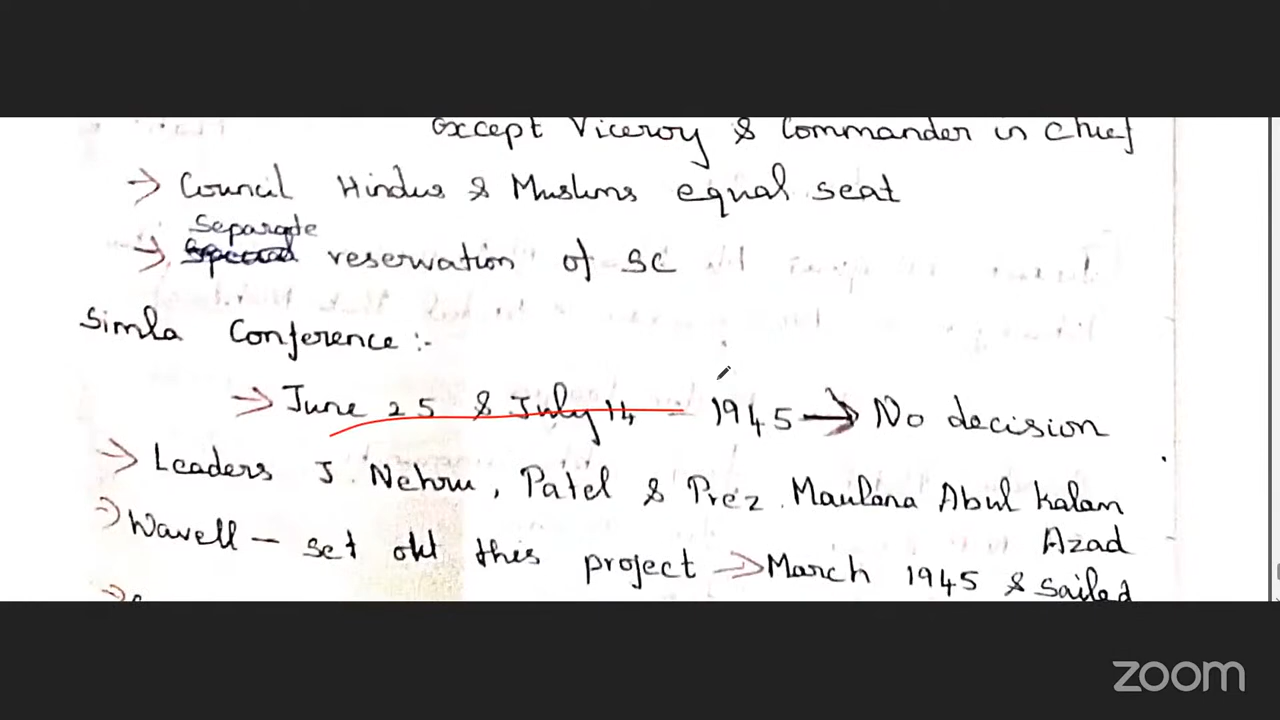 Except Viceroy & Commander in Chief
→ Council Hindus & Muslims equal seat
Separate
→ reservation of SC
Simla Conference :-
→ June 25 & July 14 - 1945 → No decision
→ Leaders J. Nehru, Patel & Prez. Maulana Abul Kalam
Azad
→ Wavell - set out this project → March 1945 & Sailed
zoom